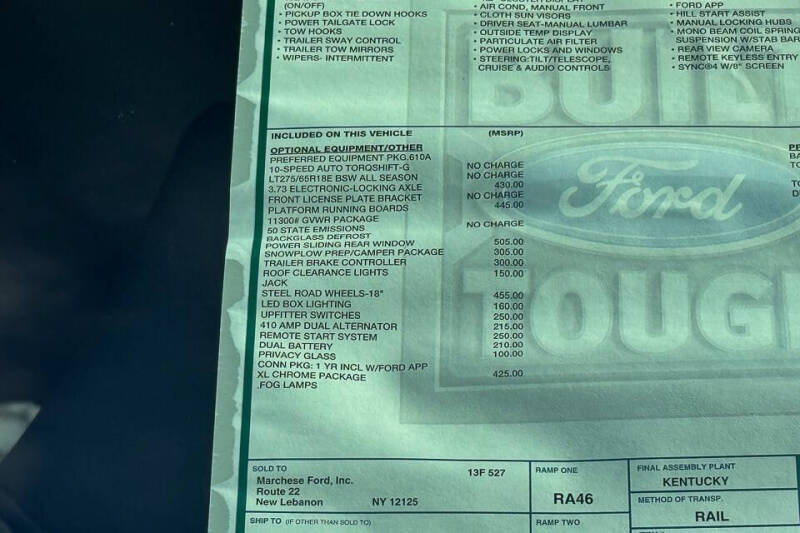 (ON/OFF)
• PICKUP BOX TIE DOWN HOOKS
• POWER TAILGATE LOCK
• TOW HOOKS
• TRAILER SWAY CONTROL
• TRAILER TOW MIRRORS
• WIPERS- INTERMITTENT
• AIR COND, MANUAL FRONT
• CLOTH SUN VISORS
• DRIVER SEAT-MANUAL LUMBAR
• OUTSIDE TEMP DISPLAY
• PARTICULATE AIR FILTER
• POWER LOCKS AND WINDOWS
• STEERING:TILT/TELESCOPE,
CRUISE & AUDIO CONTROLS
• FORD APP
• HILL START ASSIST
• MANUAL LOCKING HUBS
• MONO BEAM COIL SPRING
SUSPENSION W/STAB BAR
• REAR VIEW CAMERA
• REMOTE KEYLESS ENTRY
• SYNC®4 W/8" SCREEN
BUILT
Ford
TOUGH
INCLUDED ON THIS VEHICLE (MSRP)
OPTIONAL EQUIPMENT/OTHER
PREFERRED EQUIPMENT PKG.610A
10-SPEED AUTO TORQSHIFT-G NO CHARGE
LT275/65R18E BSW ALL SEASON NO CHARGE
3.73 ELECTRONIC-LOCKING AXLE 430.00
FRONT LICENSE PLATE BRACKET NO CHARGE
PLATFORM RUNNING BOARDS 445.00
11300# GVWR PACKAGE
50 STATE EMISSIONS NO CHARGE
BACKGLASS DEFROST
POWER SLIDING REAR WINDOW 505.00
SNOWPLOW PREP/CAMPER PACKAGE 305.00
TRAILER BRAKE CONTROLLER 300.00
ROOF CLEARANCE LIGHTS 150.00
JACK
STEEL ROAD WHEELS-18" 455.00
LED BOX LIGHTING 160.00
UPFITTER SWITCHES 250.00
410 AMP DUAL ALTERNATOR 215.00
REMOTE START SYSTEM 250.00
DUAL BATTERY 210.00
PRIVACY GLASS 100.00
CONN PKG: 1 YR INCL W/FORD APP
XL CHROME PACKAGE 425.00
.FOG LAMPS
SOLD TO
Marchese Ford, Inc. 13F 527
Route 22
New Lebanon NY 12125
SHIP TO (IF OTHER THAN SOLD TO)
RAMP ONE
RA46
RAMP TWO
FINAL ASSEMBLY PLANT
KENTUCKY
METHOD OF TRANSP.
RAIL